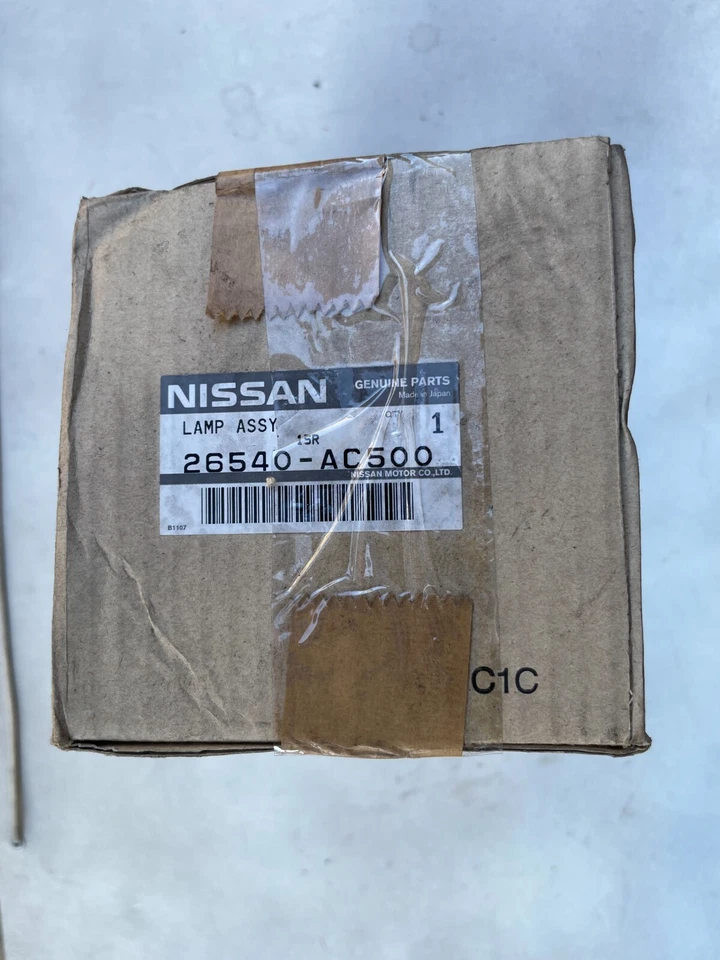 NISSAN
GENUINE PARTS
Made in Japan
LAMP ASSY
QTY
1
15R
26540-AC500
NISSAN MOTOR CO.,LTD.
B1107
C1C